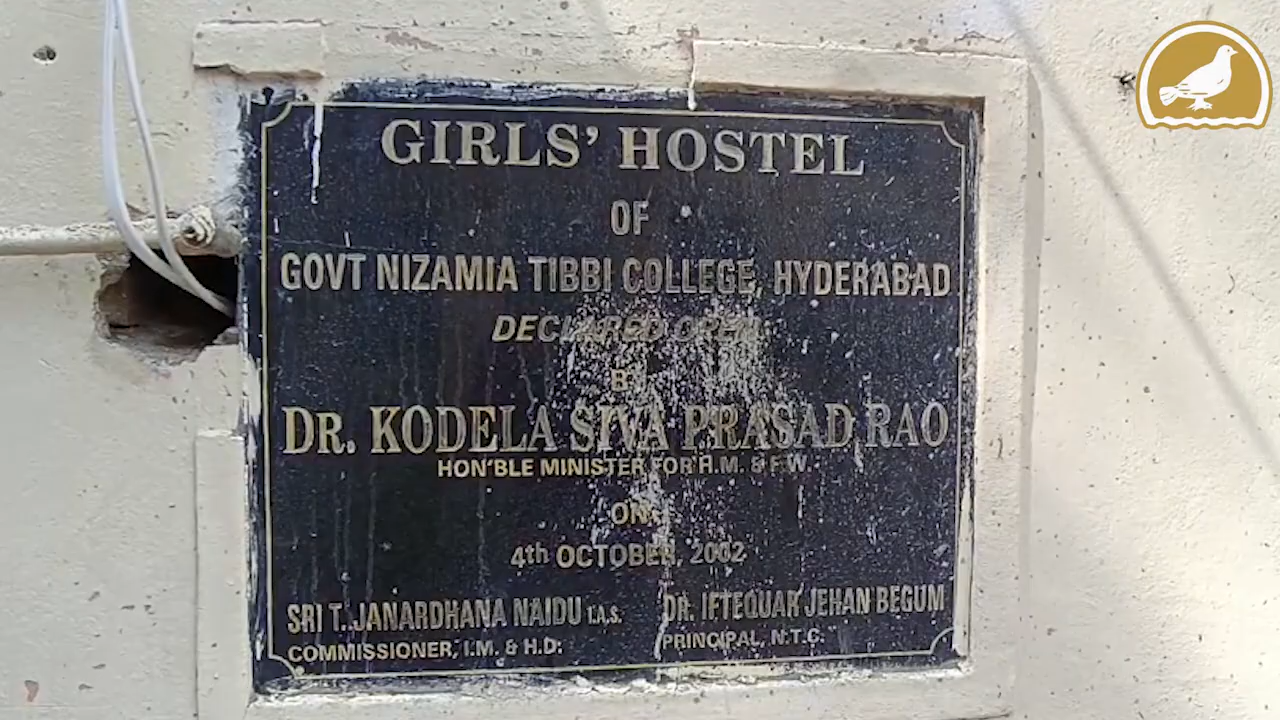 GIRLS' HOSTEL
OF
GOVT NIZAMIA TIBBI COLLEGE, HYDERABAD
DECLARED OPEN
BY
DR. KODELA SIVA PRASAD RAO
HON'BLE MINISTER FOR H.M. & F.W.
ON
4th OCTOBER, 2002
SRI T. JANARDHANA NAIDU I.A.S.
COMMISSIONER, I.M. & H.D.
DR. IFTEQUAR JEHAN BEGUM
PRINCIPAL, N.T.C.